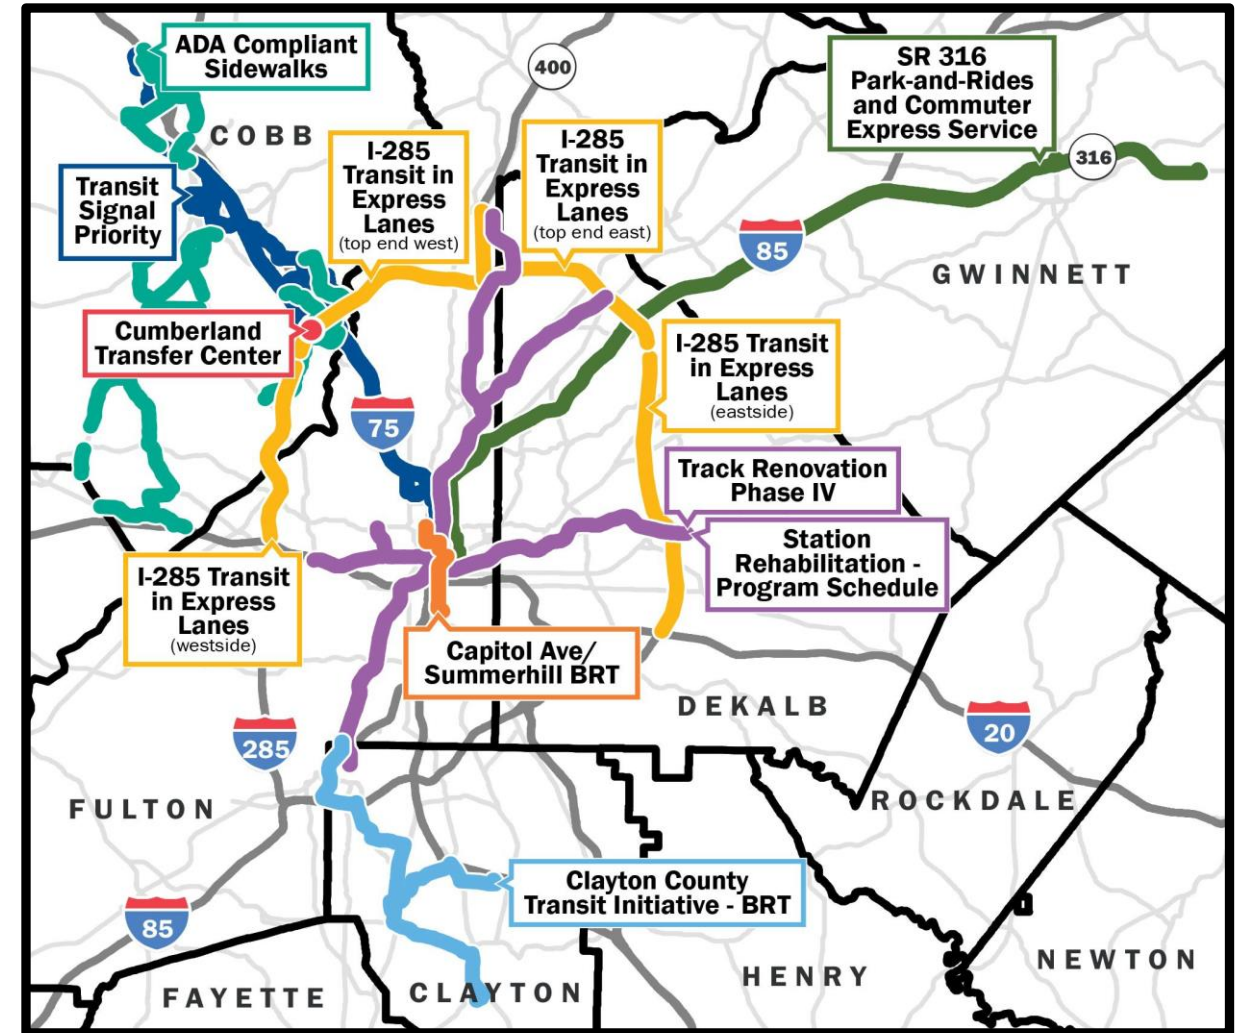 ADA Compliant
Sidewalks
400
SR 316
Park-and-Rides
and Commuter
Express Service
COBB
I-285
Transit in
Express
Lanes
(top end west)
I-285
Transit in
Express
Lanes
(top end east)
316
Transit
Signal
Priority
85
GWINNETT
Cumberland
Transfer Center
I-285 Transit
in Express
Lanes
(eastside)
75
Track Renovation
Phase IV
Station
Rehabilitation -
Program Schedule
I-285 Transit
in Express
Lanes
(westside)
Capitol Ave/
Summerhill BRT
DEKALB
20
285
FULTON
ROCKDALE
Clayton County
Transit Initiative - BRT
85
NEWTON
HENRY
FAYETTE
CLAYTON